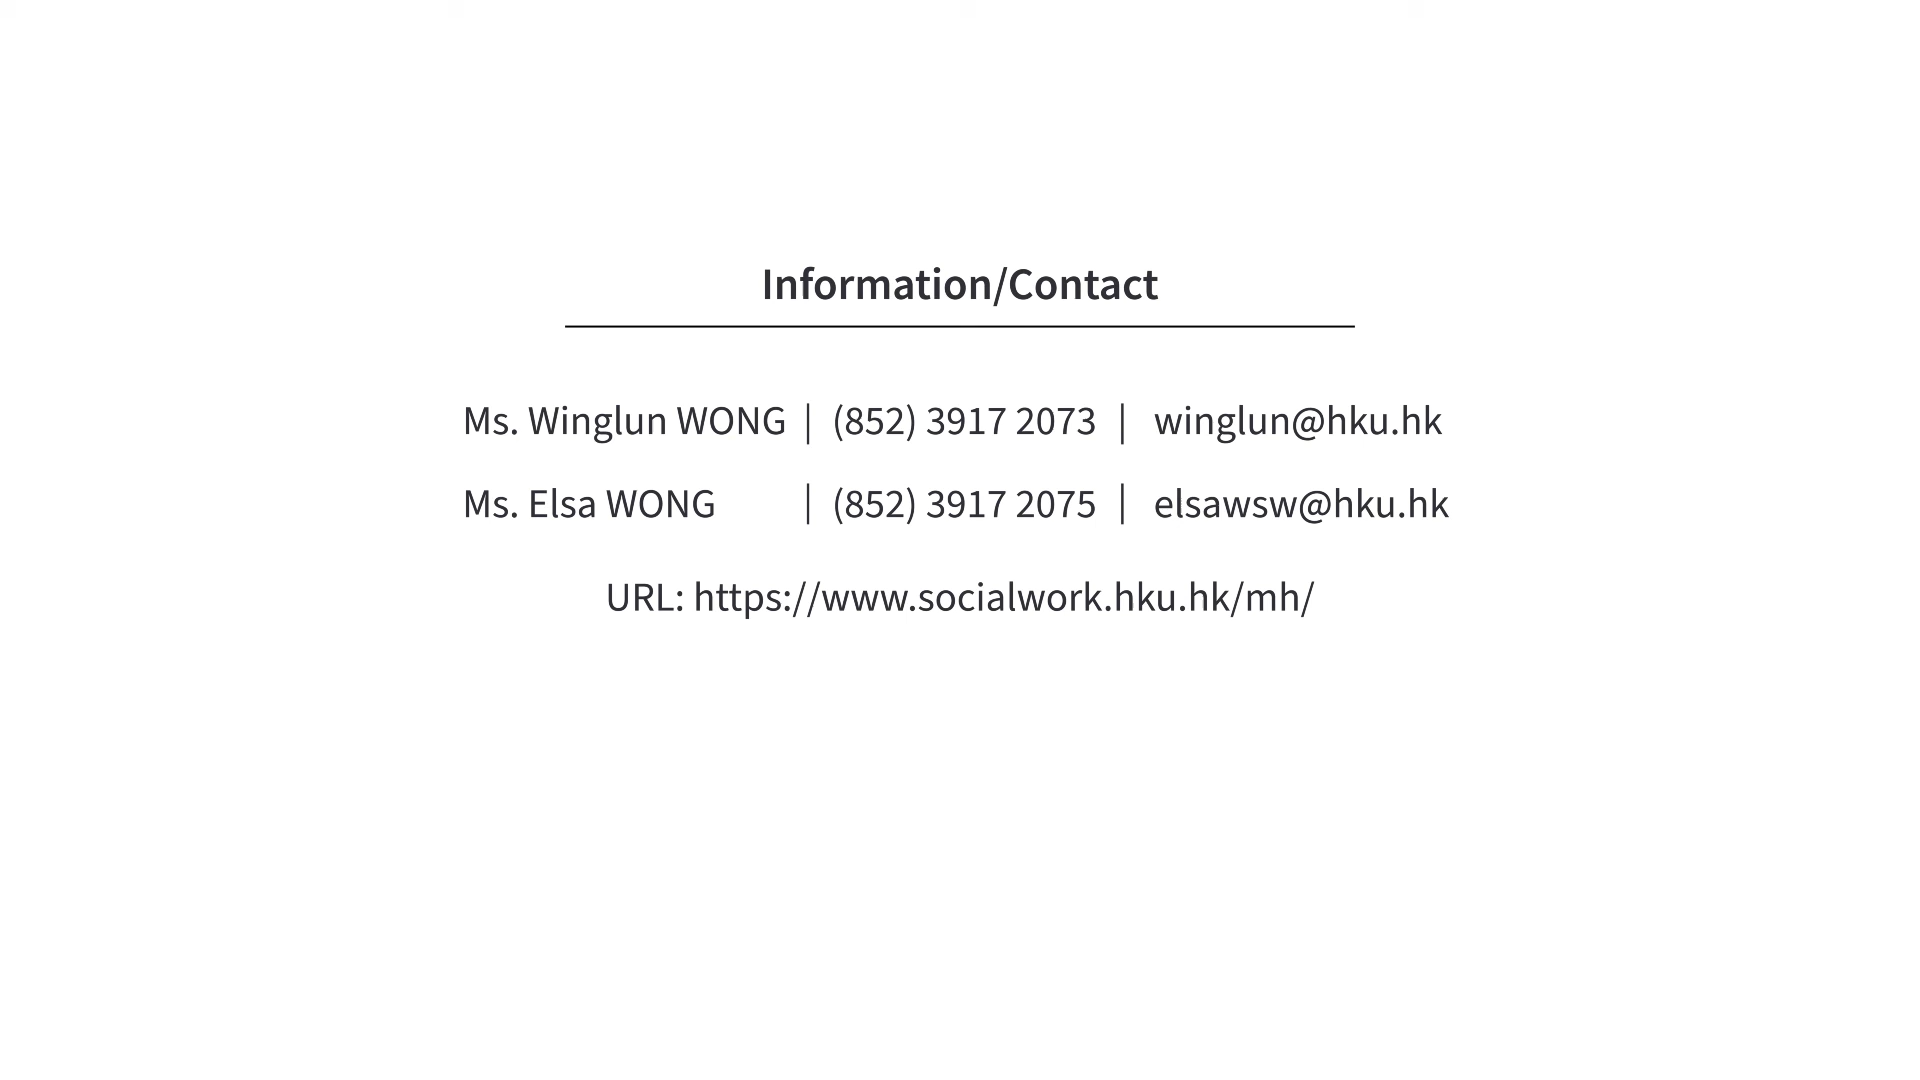 Information/Contact
Ms. Winglun WONG | (852) 3917 2073 | winglun@hku.hk
Ms. Elsa WONG | (852) 3917 2075 | elsawsw@hku.hk
URL: https://www.socialwork.hku.hk/mh/